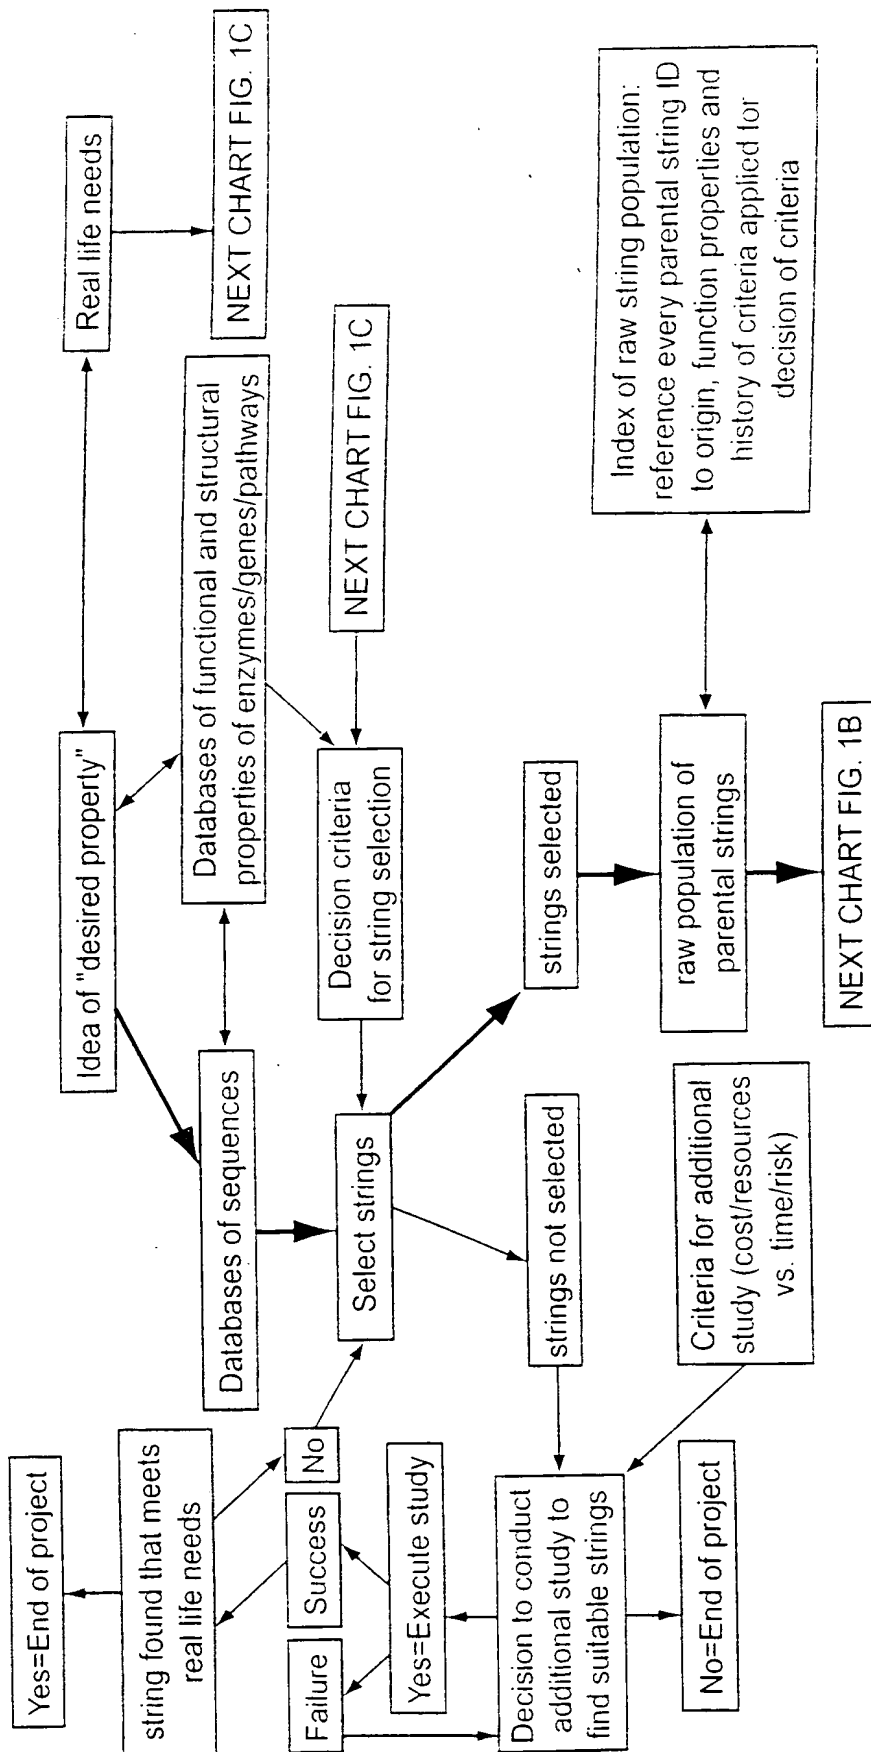 Yes=End of project
string found that meets
real life needs
Failure
Success
No
Yes=Execute study
Decision to conduct
additional study to
find suitable strings
No=End of project
Idea of "desired property"
Real life needs
NEXT CHART FIG. 1C
Databases of sequences
Databases of functional and structural
properties of enzymes/genes/pathways
Select strings
Decision criteria
for string selection
NEXT CHART FIG. 1C
strings not selected
strings selected
Criteria for additional
study (cost/resources
vs. time/risk)
raw population of
parental strings
Index of raw string population:
reference every parental string ID
to origin, function properties and
history of criteria applied for
decision of criteria
NEXT CHART FIG. 1B